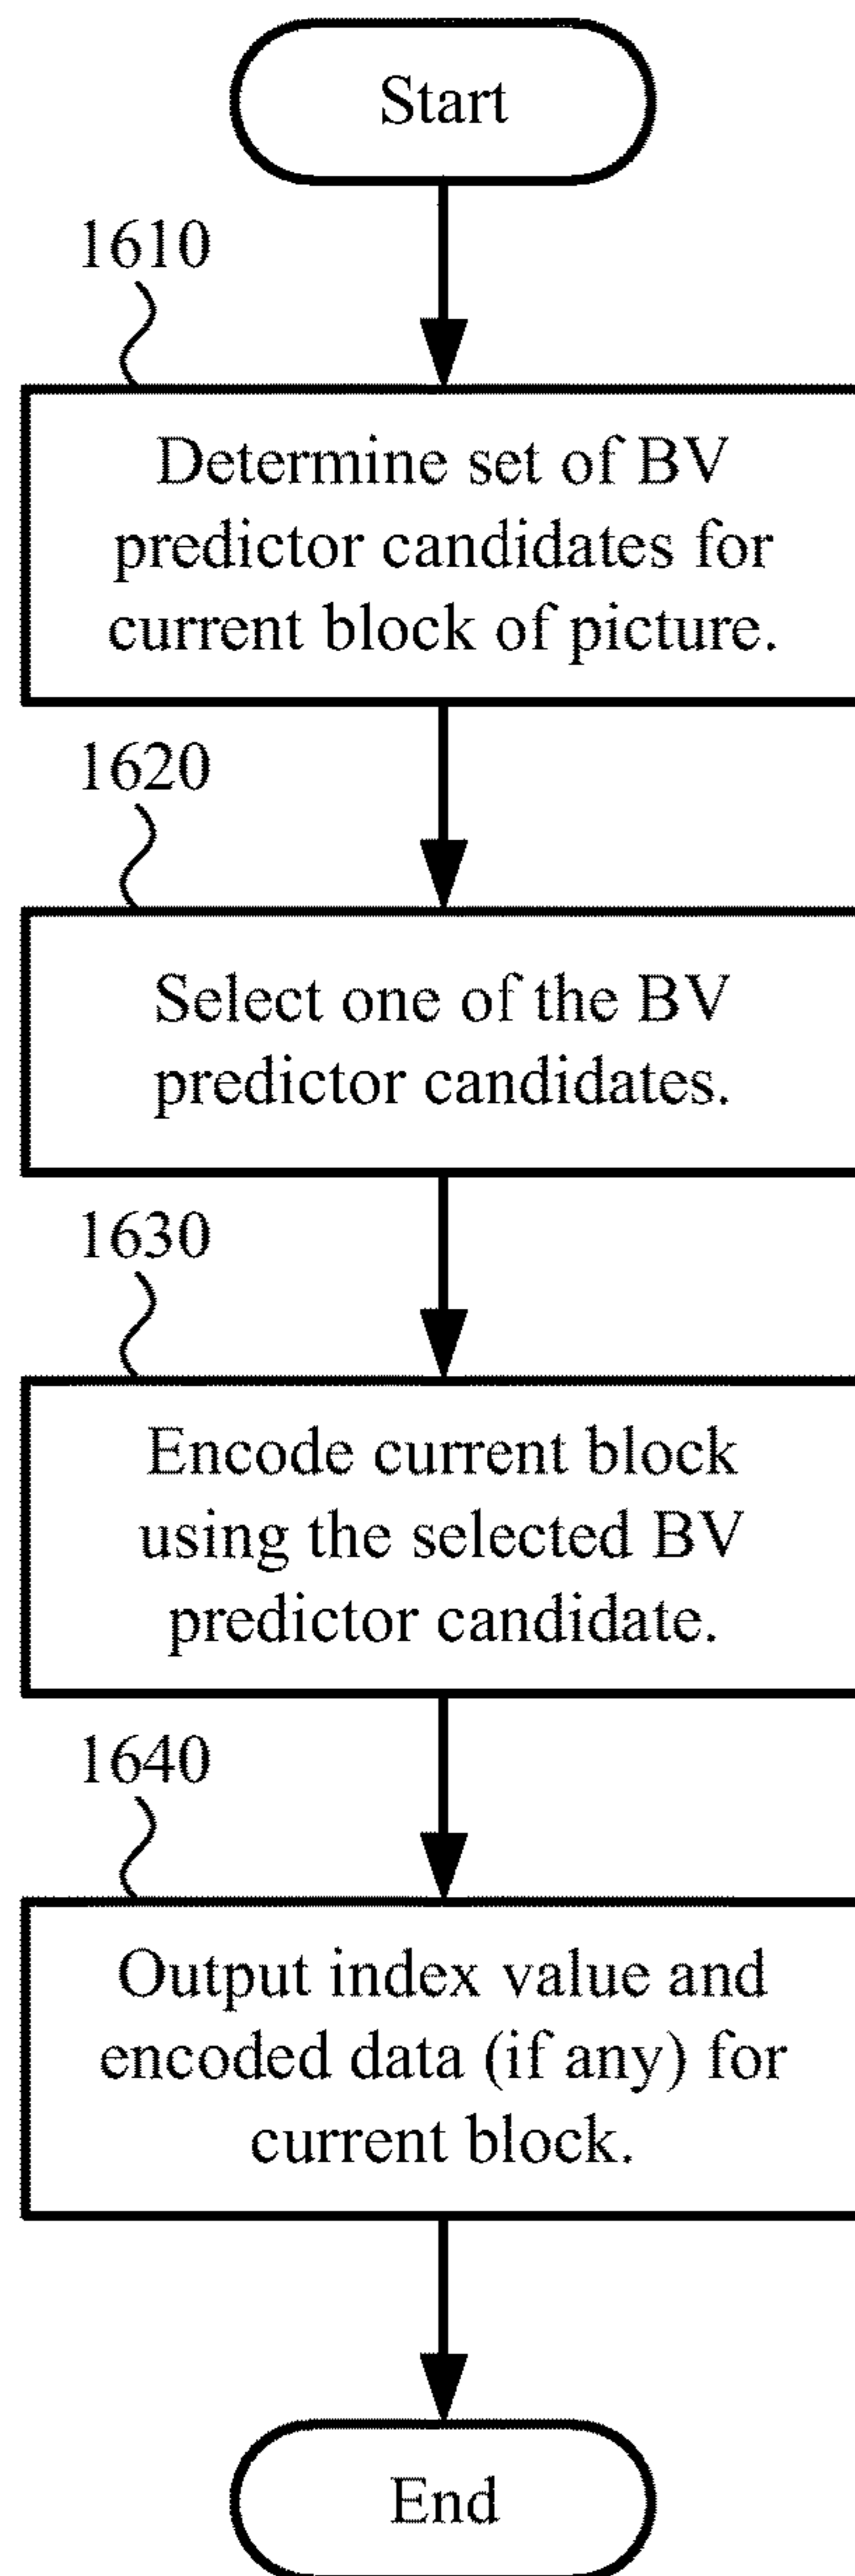 Start
1610
Determine set of BV
predictor candidates for
current block of picture.
1620
Select one of the BV
predictor candidates.
1630
Encode current block
using the selected BV
predictor candidate.
1640
Output index value and
encoded data (if any) for
current block.
End